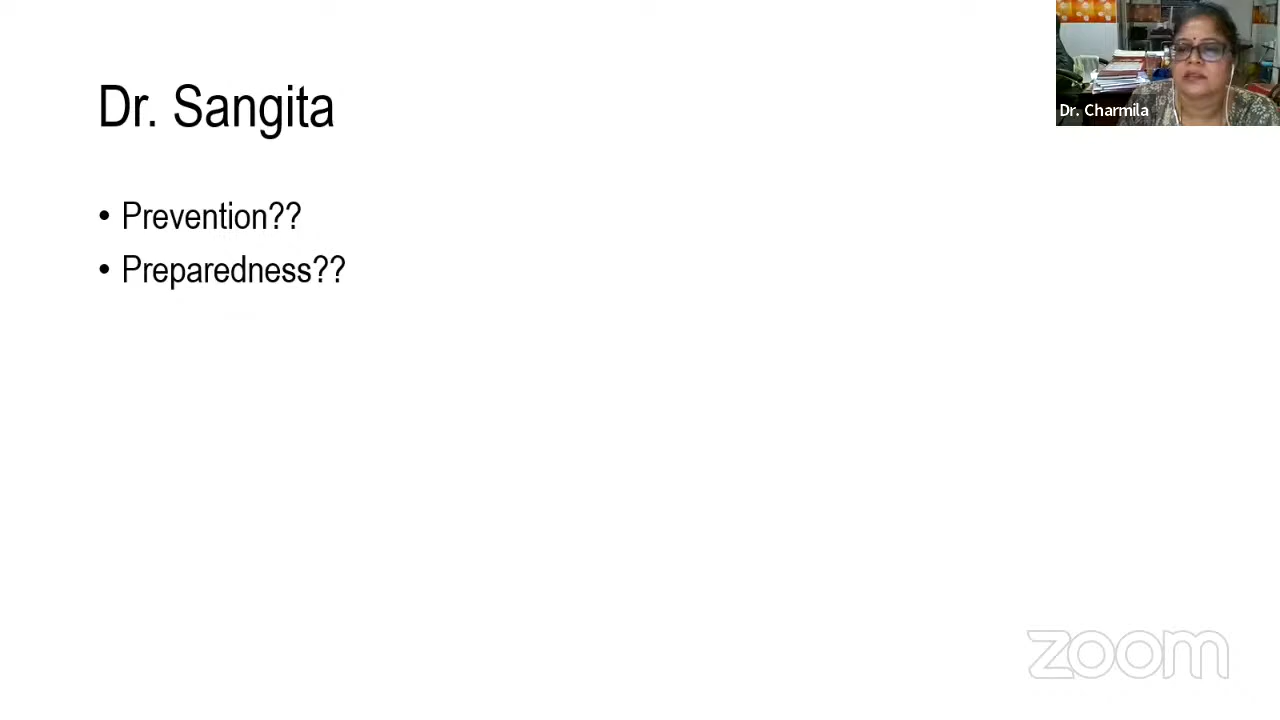 Dr. Sangita
• Prevention??
• Preparedness??
Dr. Charmila
zoom